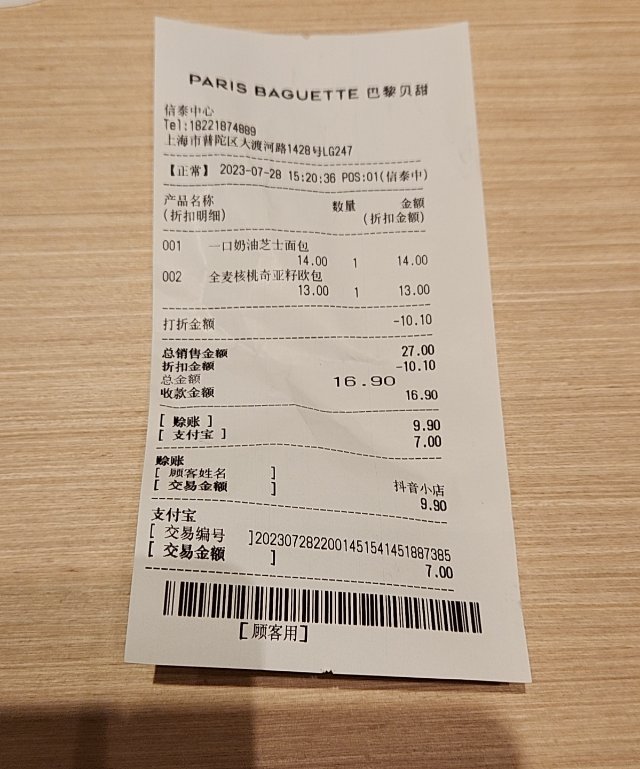 PARIS BAGUETTE 巴黎贝甜
信泰中心
Tel:18221874889
上海市普陀区大渡河路1428号LG247
【正常】 2023-07-28 15:20:36 POS:01(信泰中)
产品名称 数量 金额
(折扣明细) (折扣金额)
001 一口奶油芝士面包
14.00 1 14.00
002 全麦核桃奇亚籽欧包
13.00 1 13.00
打折金额 -10.10
总销售金额 27.00
折扣金额 -10.10
总金额 16.90
收款金额 16.90
[ 赊账 ] 9.90
[ 支付宝 ] 7.00
赊账
[ 顾客姓名 ] 抖音小店
[ 交易金额 ] 9.90
支付宝
[ 交易编号 ]2023072822001451541451887385
[ 交易金额 ] 7.00
[ 顾客用]